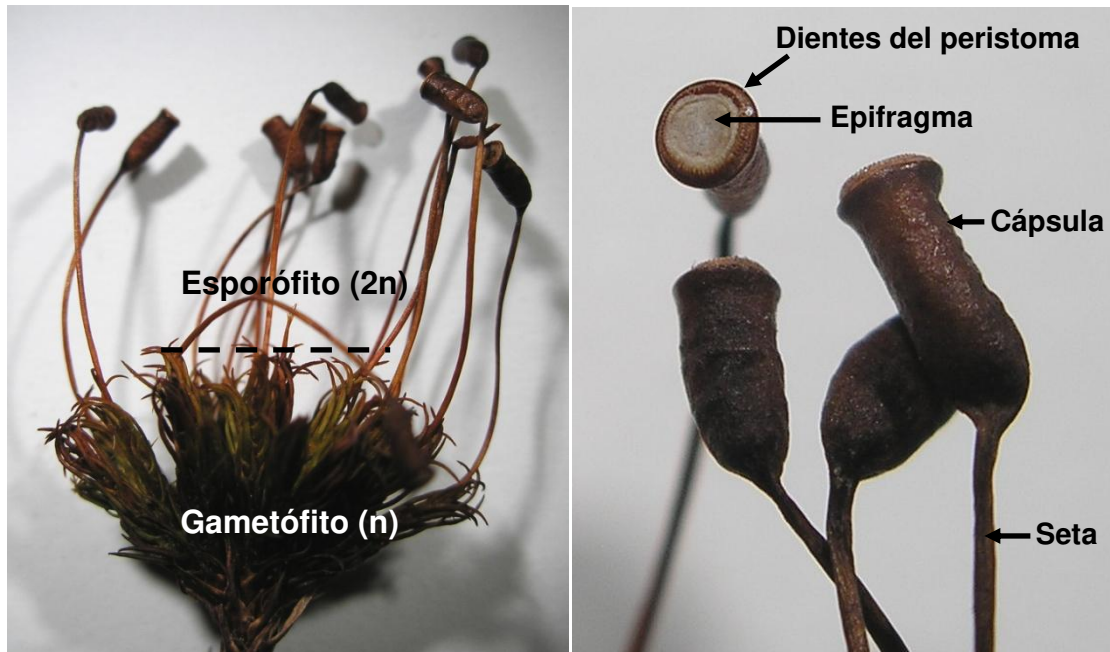 Esporófito (2n)
Gametófito (n)
Dientes del peristoma
Epifragma
Cápsula
Seta